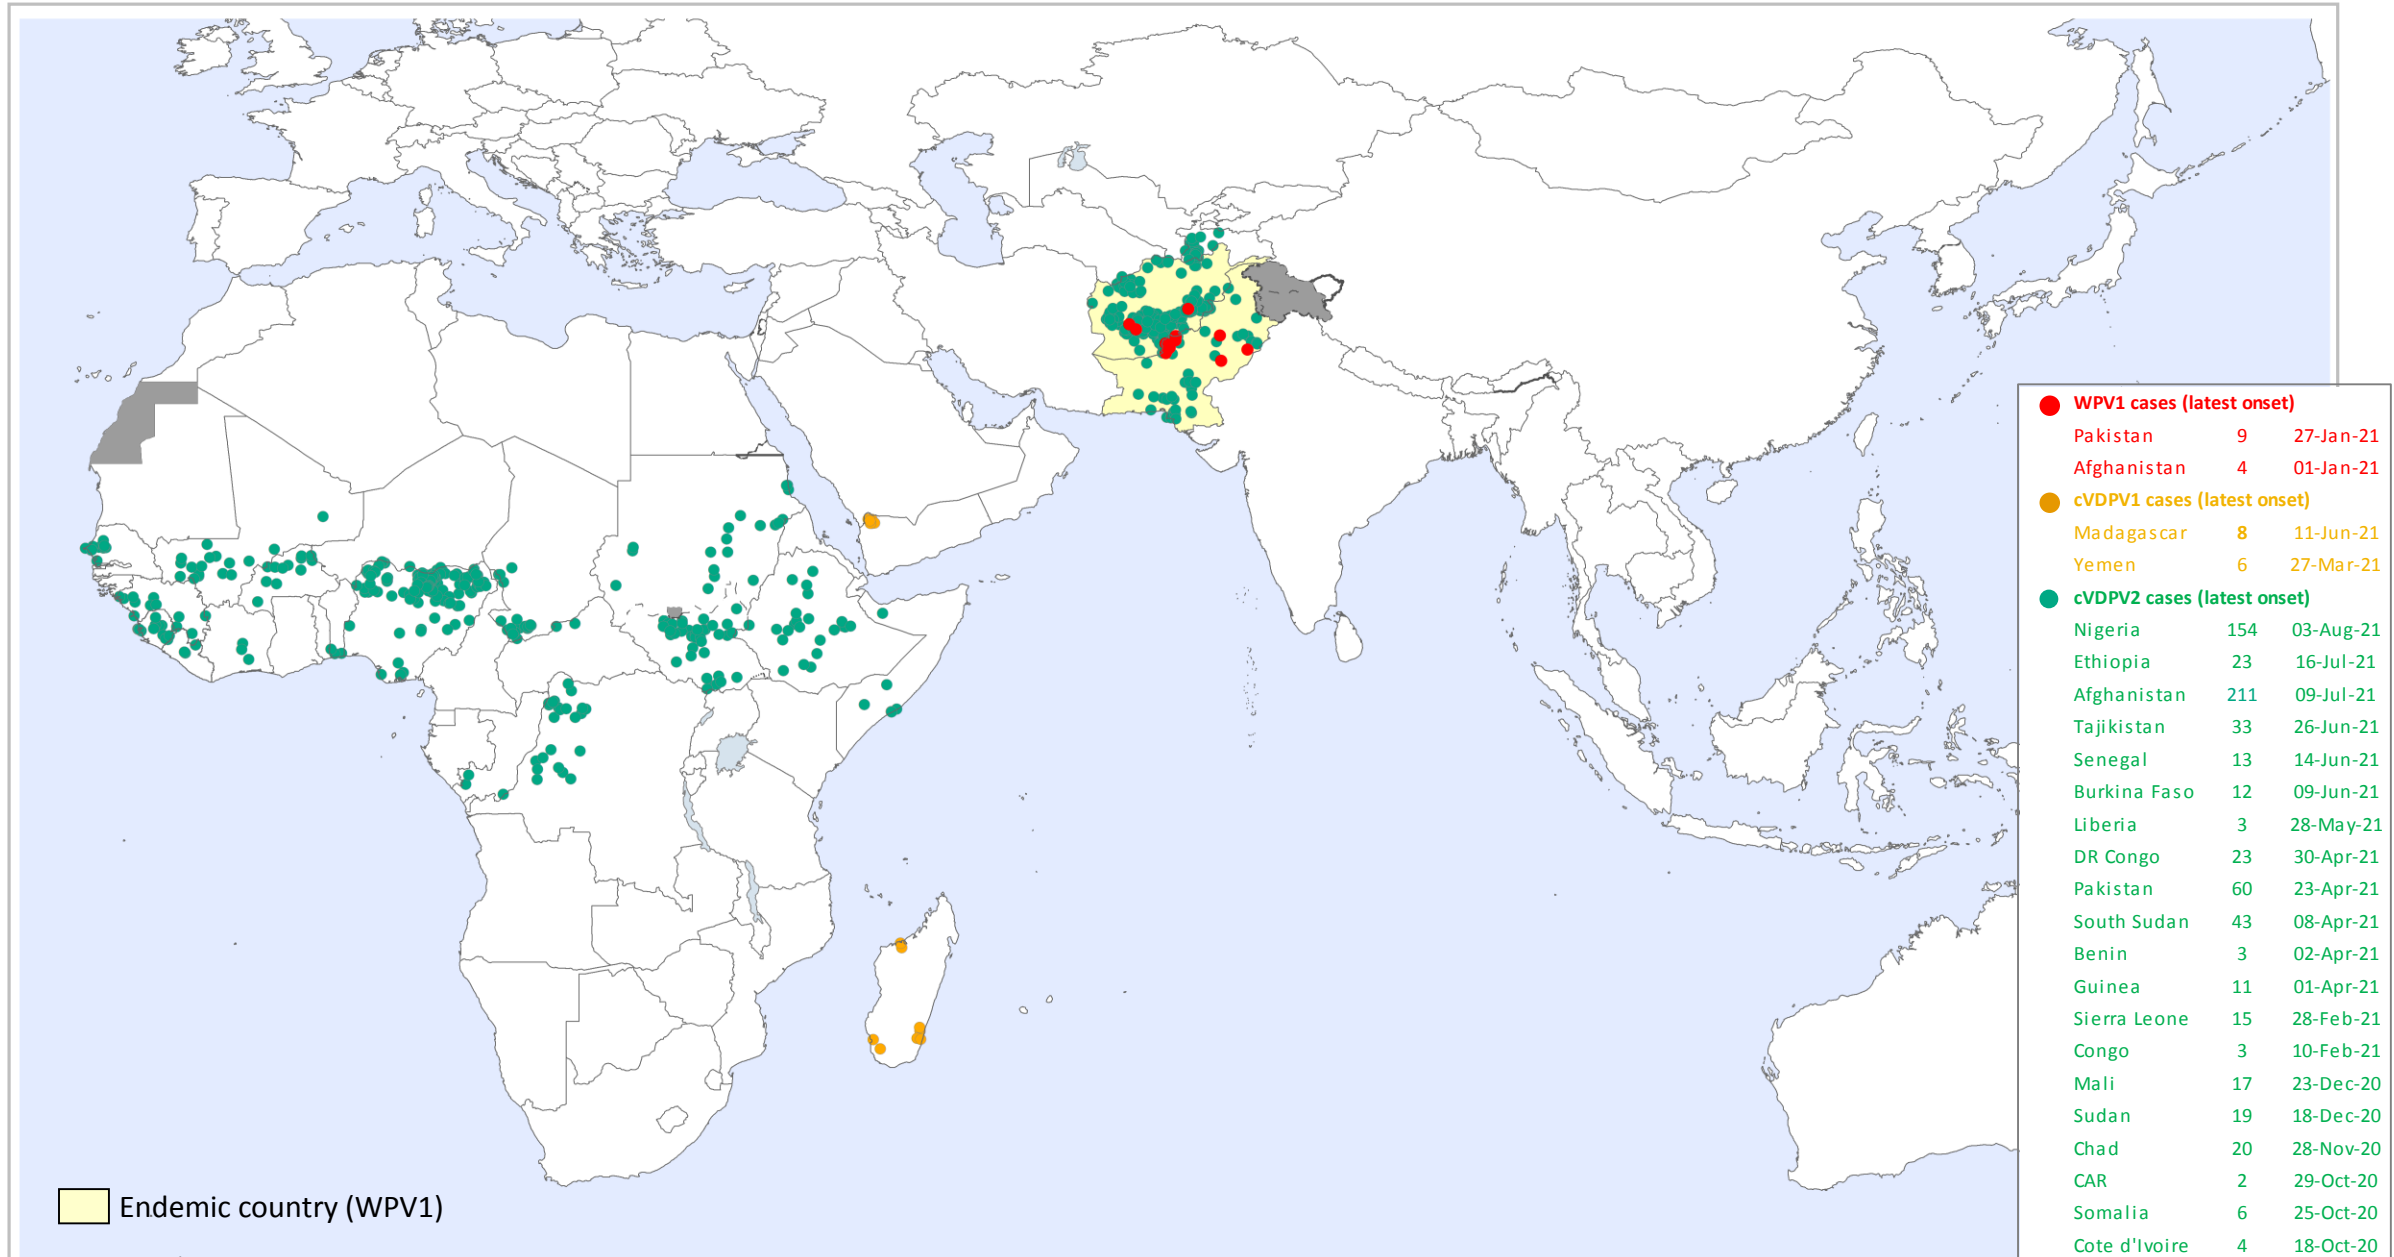 WPV1 cases (latest onset)
Pakistan 9 27-Jan-21
Afghanistan 4 01-Jan-21
cVDPV1 cases (latest onset)
Madagascar 8 11-Jun-21
Yemen 6 27-Mar-21
cVDPV2 cases (latest onset)
Nigeria 154 03-Aug-21
Ethiopia 23 16-Jul-21
Afghanistan 211 09-Jul-21
Tajikistan 33 26-Jun-21
Senegal 13 14-Jun-21
Burkina Faso 12 09-Jun-21
Liberia 3 28-May-21
DR Congo 23 30-Apr-21
Pakistan 60 23-Apr-21
South Sudan 43 08-Apr-21
Benin 3 02-Apr-21
Guinea 11 01-Apr-21
Sierra Leone 15 28-Feb-21
Congo 3 10-Feb-21
Mali 17 23-Dec-20
Sudan 19 18-Dec-20
Chad 20 28-Nov-20
CAR 2 29-Oct-20
Somalia 6 25-Oct-20
Cote d'Ivoire 4 18-Oct-20
Endemic country (WPV1)